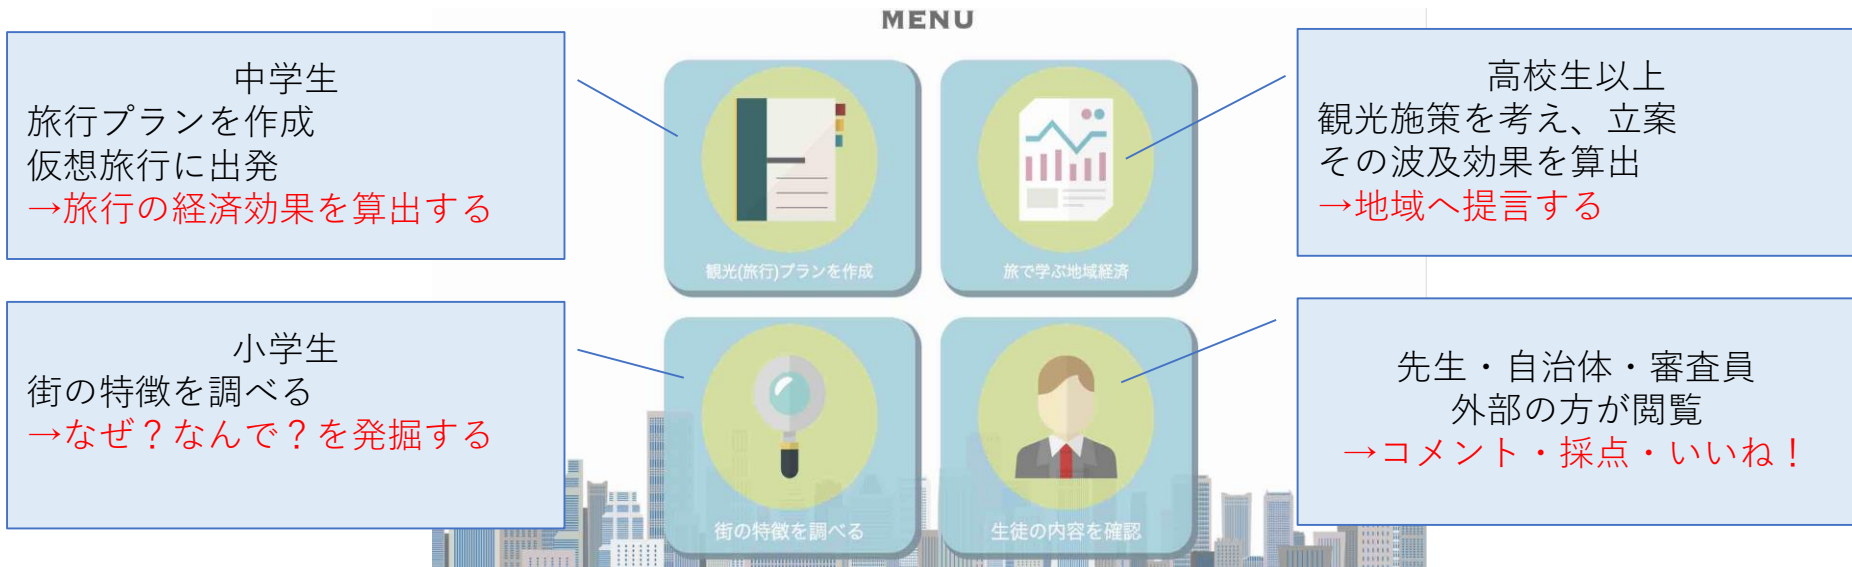 MENU
中学生
旅行プランを作成
仮想旅行に出発
→旅行の経済効果を算出する
観光(旅行)プランを作成
旅で学ぶ地域経済
高校生以上
観光施策を考え、立案
その波及効果を算出
→地域へ提言する
小学生
街の特徴を調べる
→なぜ？なんで？を発掘する
街の特徴を調べる
生徒の内容を確認
先生・自治体・審査員
外部の方が閲覧
→コメント・採点・いいね！